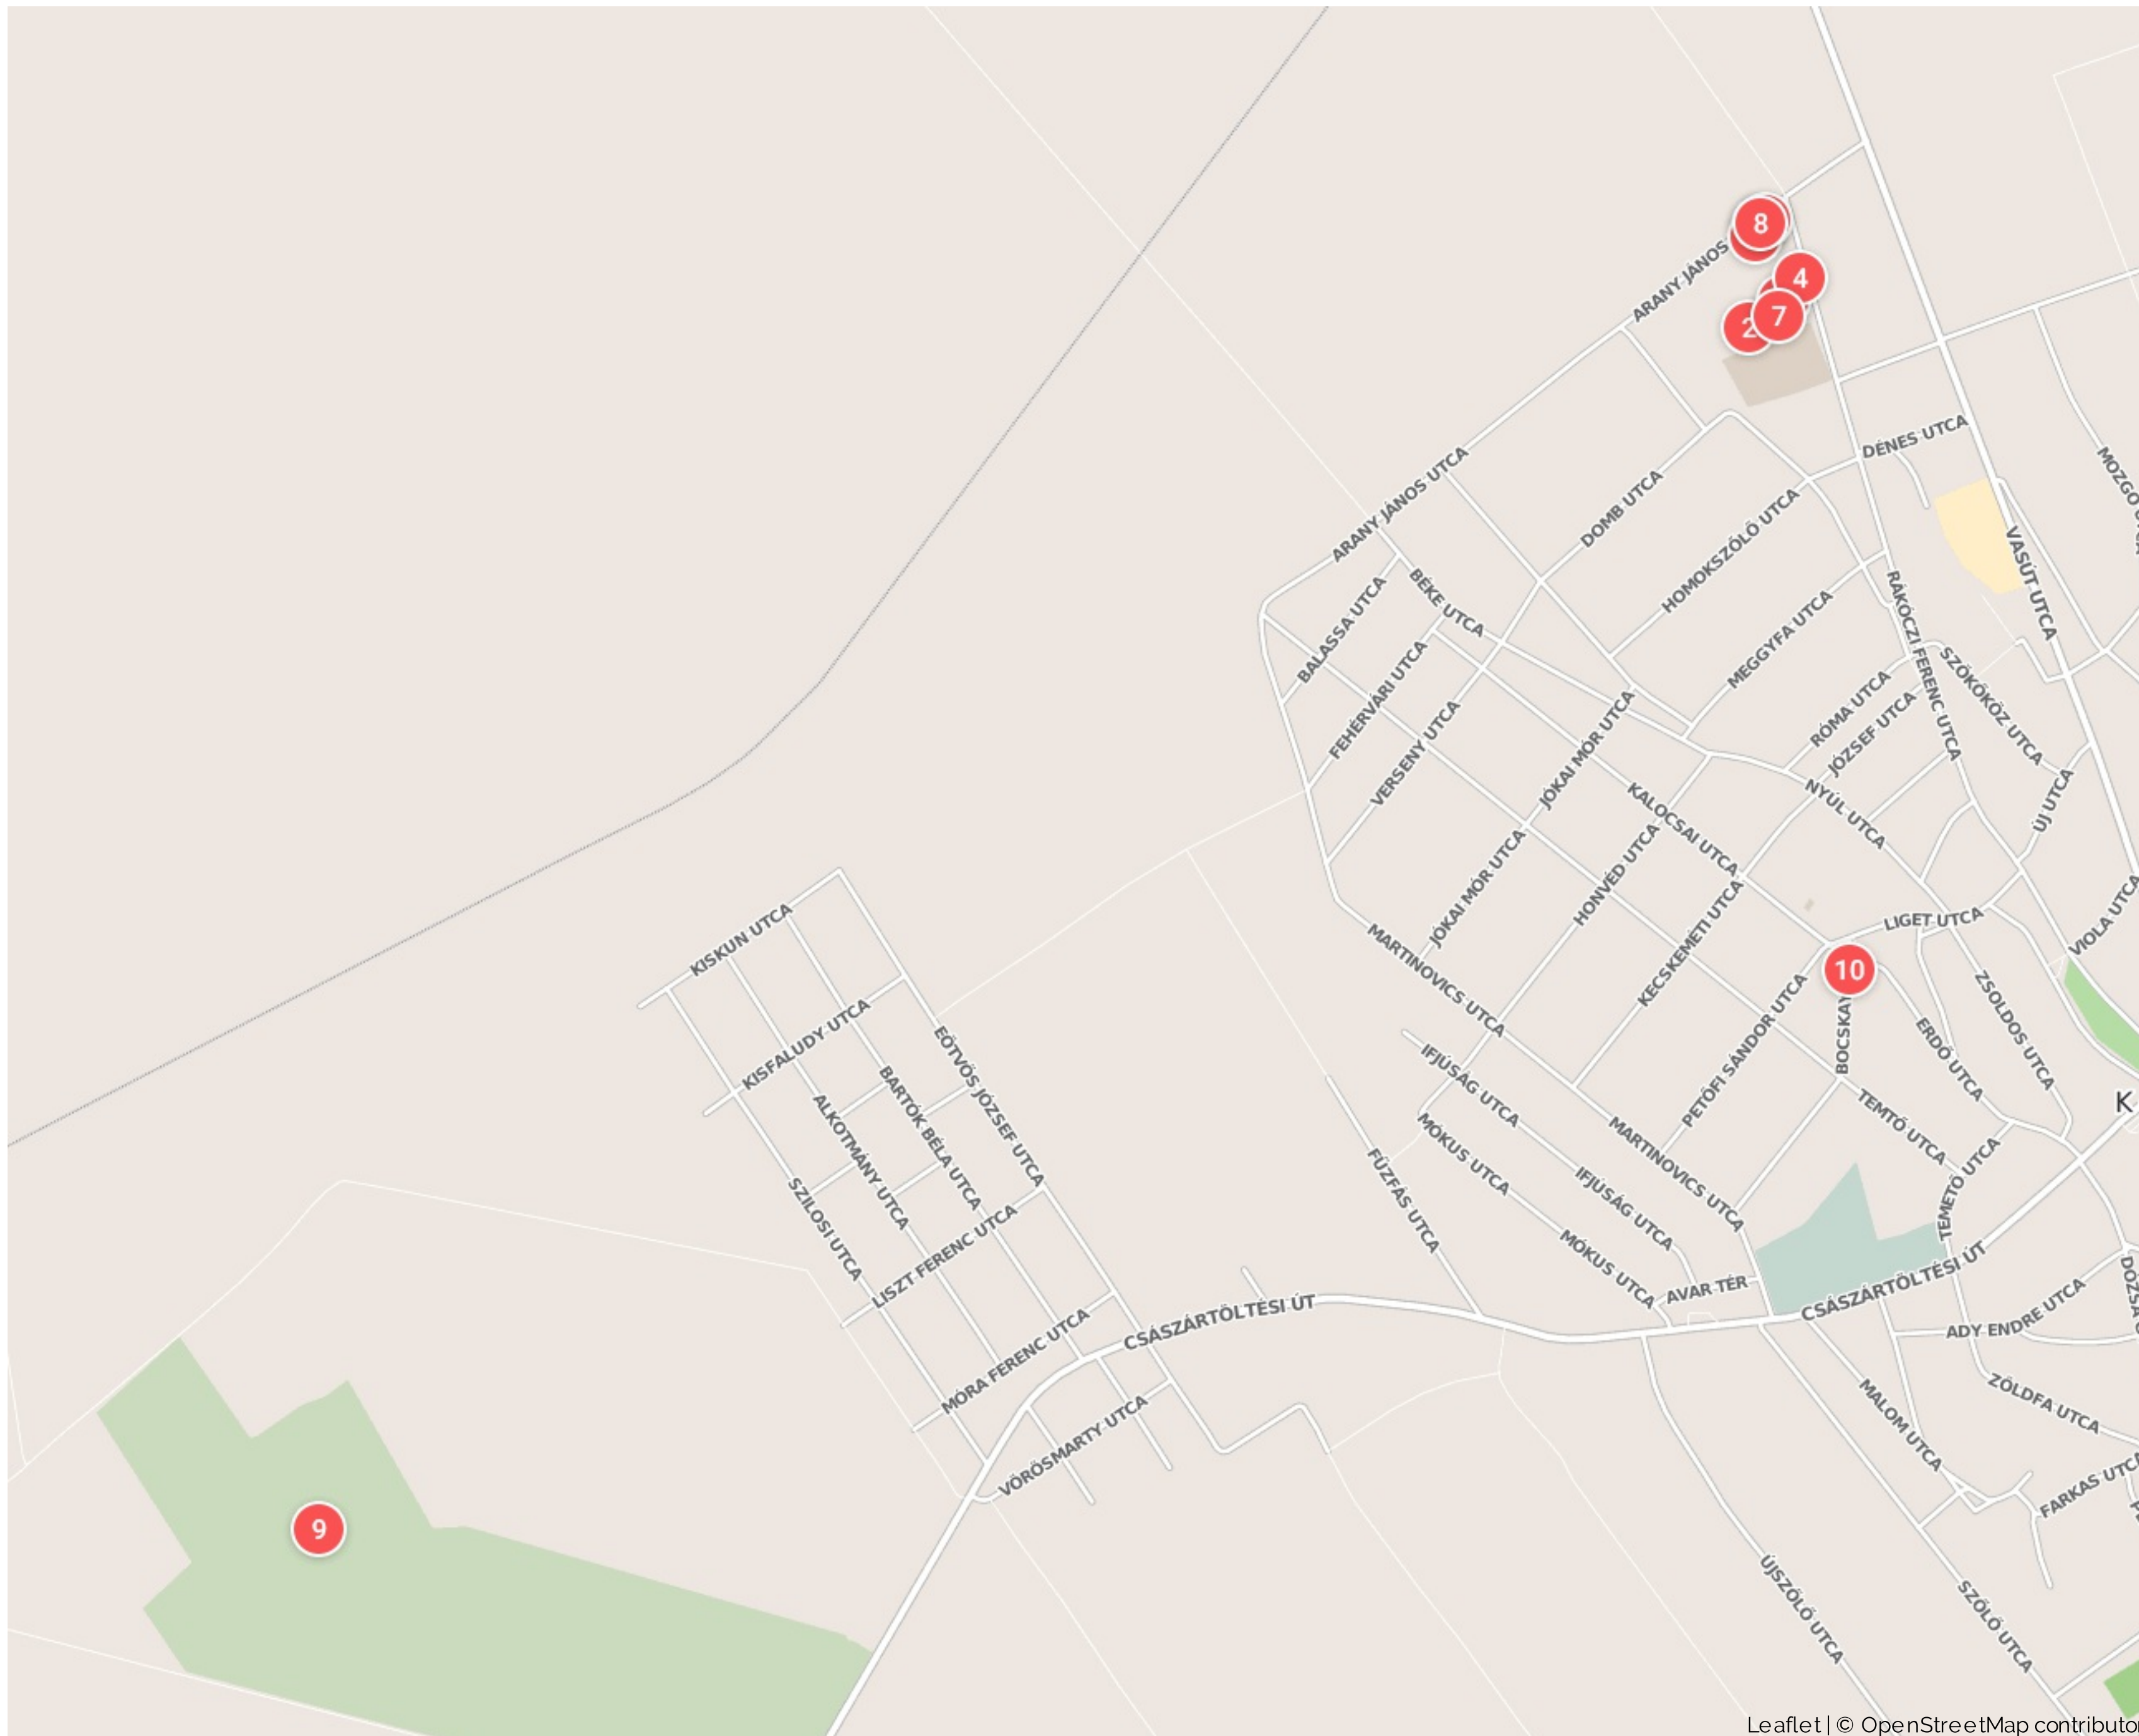 8
4
7
2
ARANY JÁNOS
DÉNES UTCA
ARANY JÁNOS UTCA
DOMB UTCA
HOMOKSZŐLŐ UTCA
VASÚT UTCA
BÉKE UTCA
BALASSA UTCA
MEGGYFA UTCA
RÁKÓCZI FERENC UTCA
FEHÉRVÁRI UTCA
RÓMA UTCA
SZÖKŐKÖZ UTCA
JÓZSEF UTCA
VERSENY UTCA
JÓKAI MÓR UTCA
NYÚL UTCA
ÚJ UTCA
KALOCSAI UTCA
JÓKAI MÓR UTCA
HONVÉD UTCA
KECSKEMÉTI UTCA
LIGET UTCA
VIOLA UTCA
KISKUN UTCA
MARTINOVICS UTCA
10
PETŐFI SÁNDOR UTCA
BOCSKAY
ERDŐ UTCA
ZSOLDOS UTCA
KISFALUDY UTCA
EÖTVÖS JÓZSEF UTCA
IFJÚSÁG UTCA
K
BARTÓK BÉLA UTCA
ALKOTMÁNY UTCA
MÓKUS UTCA
MARTINOVICS UTCA
TEMTŐ UTCA
TEMETŐ UTCA
FŰZFÁS UTCA
IFJUSÁG UTCA
SZILOSI UTCA
LISZT FERENC UTCA
MÓKUS UTCA
AVAR TÉR
CSÁSZÁRTÖLTÉSI ÚT
CSÁSZÁRTÖLTÉSI ÚT
DÓZSA
ADY ENDRE UTCA
MÓRA FERENC UTCA
ZÖLDFA UTCA
MALOM UTCA
VÖRÖSMARTY UTCA
FARKAS UTCA
9
ÚJSZŐLŐ UTCA
SZŐLŐ UTCA
Leaflet | © OpenStreetMap contributo